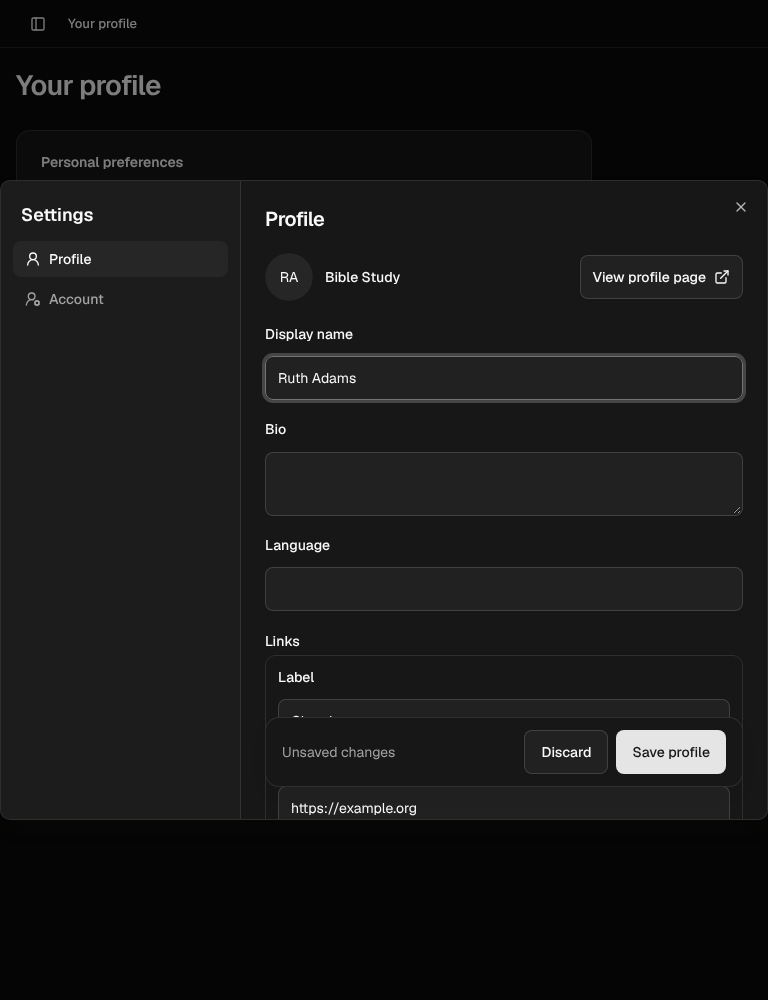 Your profile
Your profile
Personal preferences
Settings
Profile
Account
Profile
RA
Bible Study
View profile page
Display name
Ruth Adams
Bio
Language
Links
Label
Unsaved changes
Discard
Save profile
https://example.org